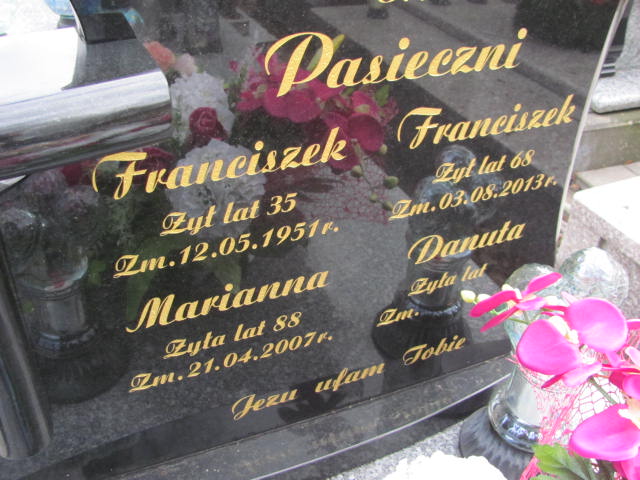 Pasieczni
Franciszek
Żył lat 35
Zm. 12.05.1951r.
Marianna
Żyła lat 88
Zm. 21.04.2007r.
Franciszek
Żył lat 68
Zm. 03.08.2013r.
Danuta
Żyła lat
Zm.
Jezu ufam Tobie